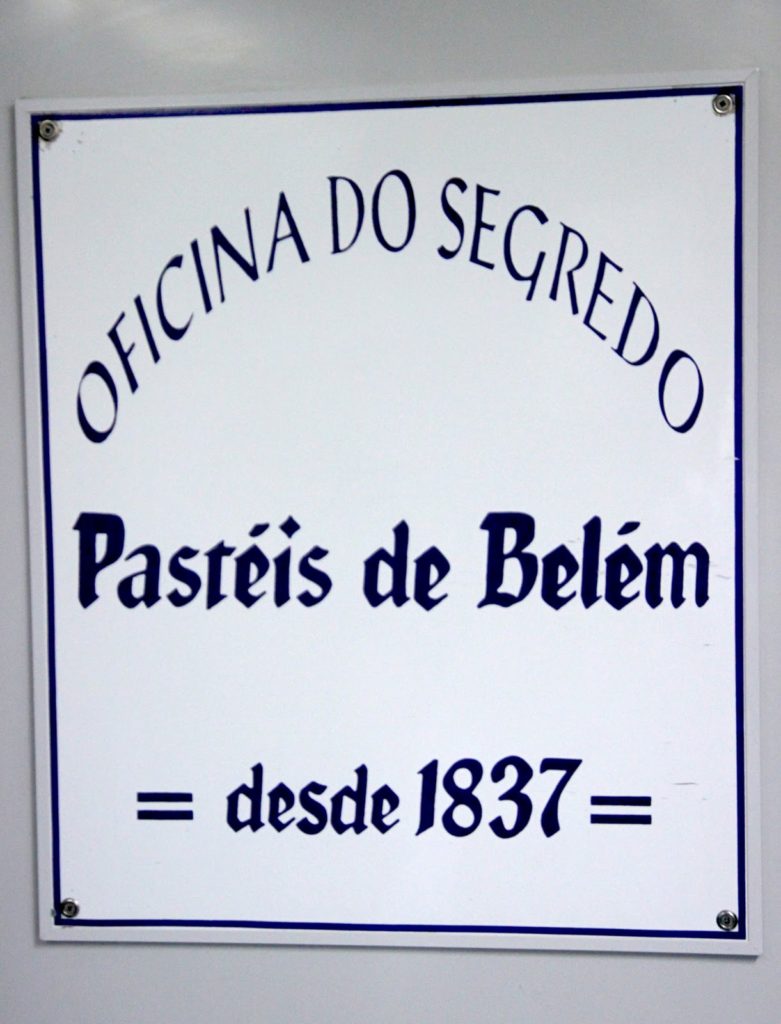 OFICINA DO SEGREDO
Pastéis de Belém
= desde 1837 =